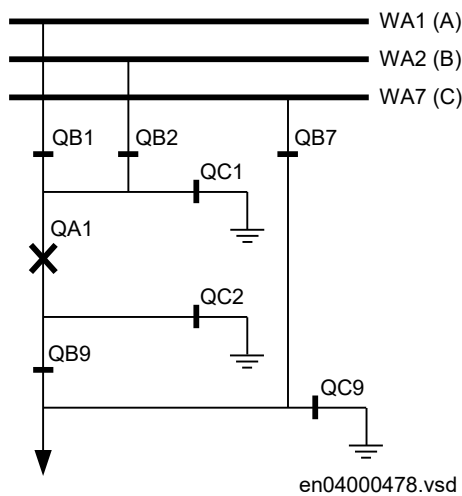 WA1 (A)
WA2 (B)
WA7 (C)
QB1
QB2
QB7
QC1
QA1
QC2
QB9
QC9
en04000478.vsd